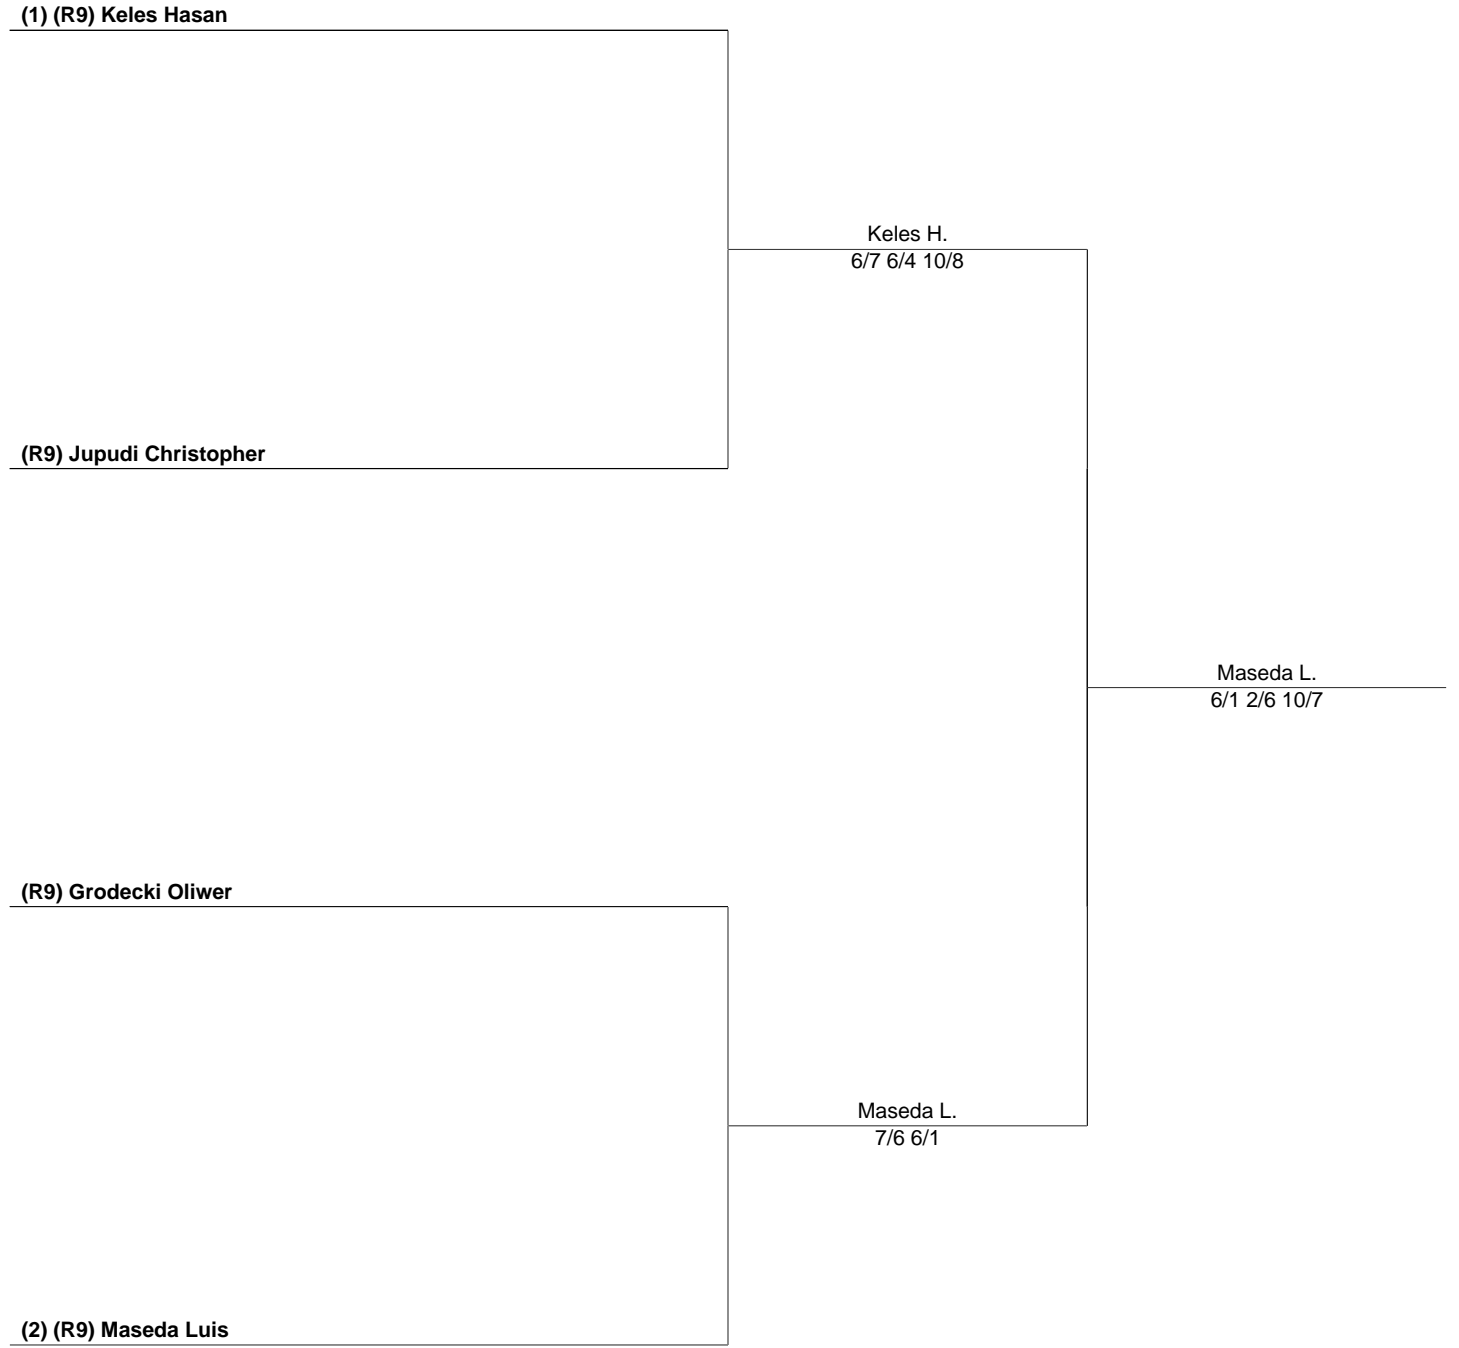 (1) (R9) Keles Hasan
Keles H.
6/7 6/4 10/8
(R9) Jupudi Christopher
Maseda L.
6/1 2/6 10/7
(R9) Grodecki Oliwer
Maseda L.
7/6 6/1
(2) (R9) Maseda Luis